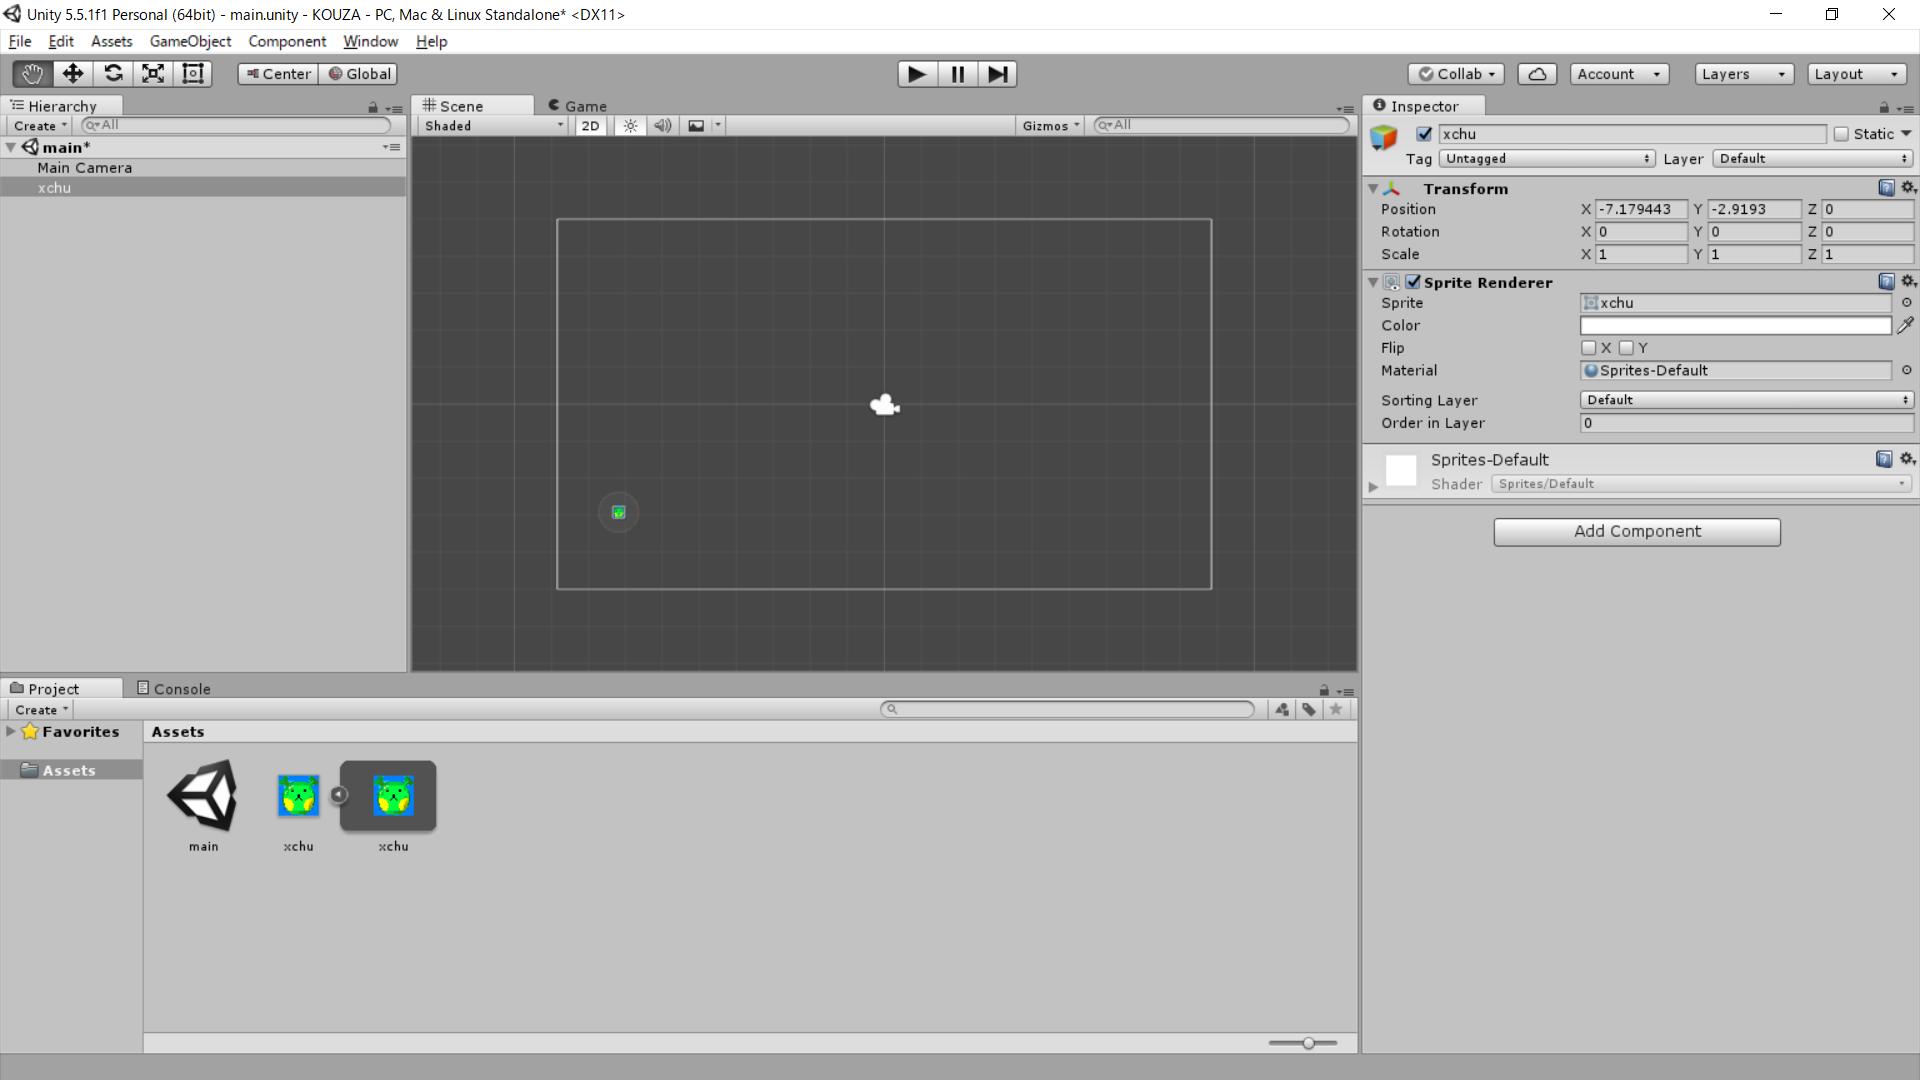 Unity 5.5.1f1 Personal (64bit) - main.unity - KOUZA - PC, Mac & Linux Standalone* <DX11>
File Edit Assets GameObject Component Window Help
Center Global Collab Account Layers Layout
Hierarchy
Create All
main*
Main Camera
xchu
Scene Game
Shaded 2D Gizmos All
Inspector
xchu Static
Tag Untagged Layer Default
Transform
Position X -7.179443 Y -2.9193 Z 0
Rotation X 0 Y 0 Z 0
Scale X 1 Y 1 Z 1
Sprite Renderer
Sprite xchu
Color
Flip X Y
Material Sprites-Default
Sorting Layer Default
Order in Layer 0
Sprites-Default
Shader Sprites/Default
Add Component
Project Console
Create
Favorites
Assets
Assets
main xchu xchu